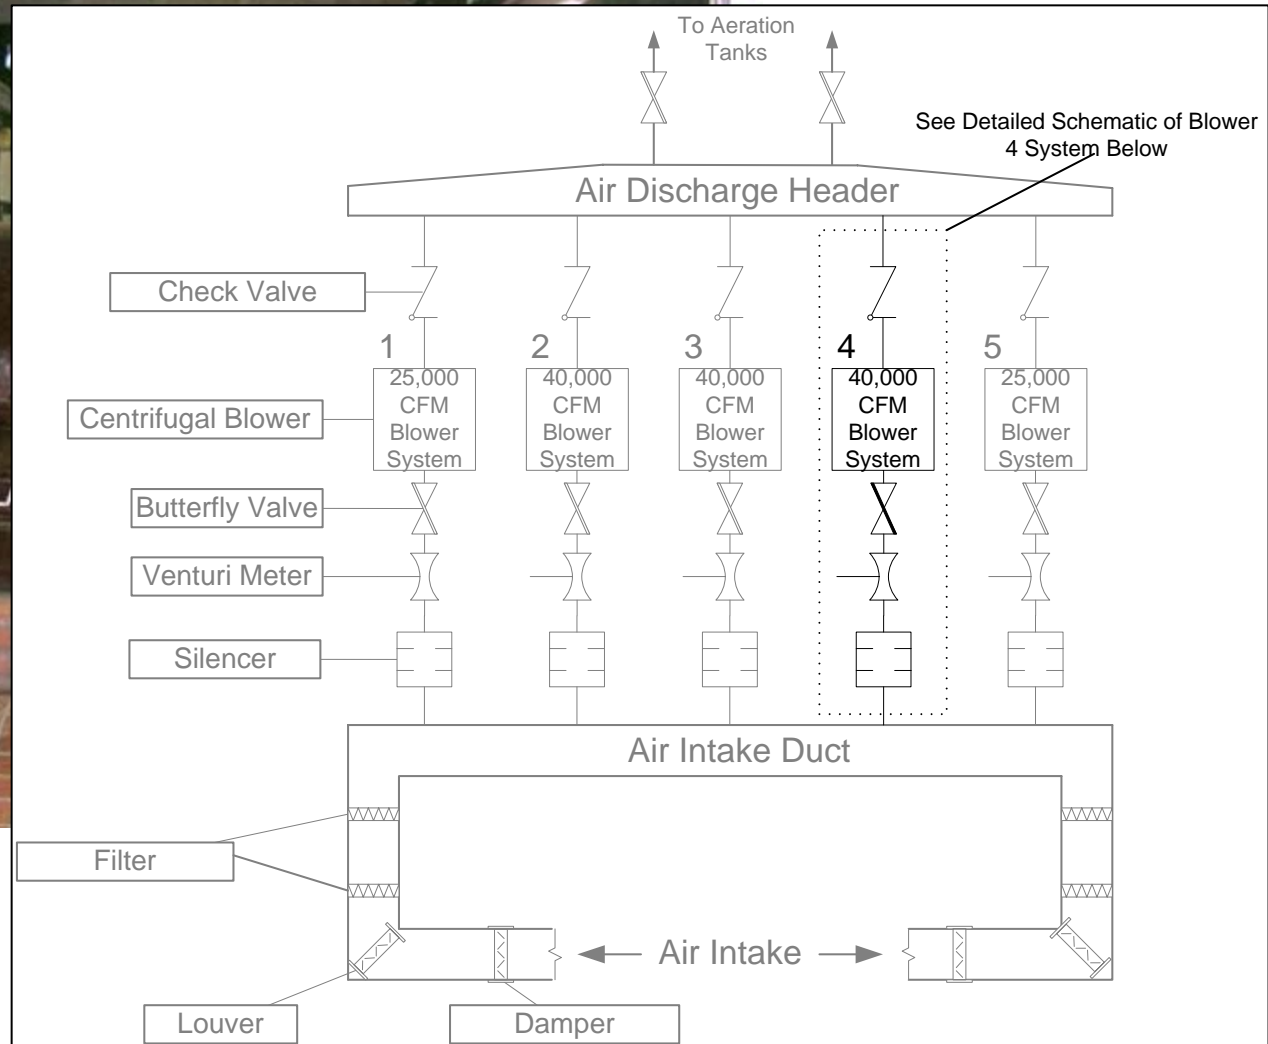 To Aeration
Tanks
See Detailed Schematic of Blower
4 System Below
Air Discharge Header
Check Valve
1
2
3
4
5
25,000
CFM
Blower
System
40,000
CFM
Blower
System
40,000
CFM
Blower
System
40,000
CFM
Blower
System
25,000
CFM
Blower
System
Centrifugal Blower
Butterfly Valve
Venturi Meter
Silencer
Air Intake Duct
Filter
Air Intake
Louver
Damper